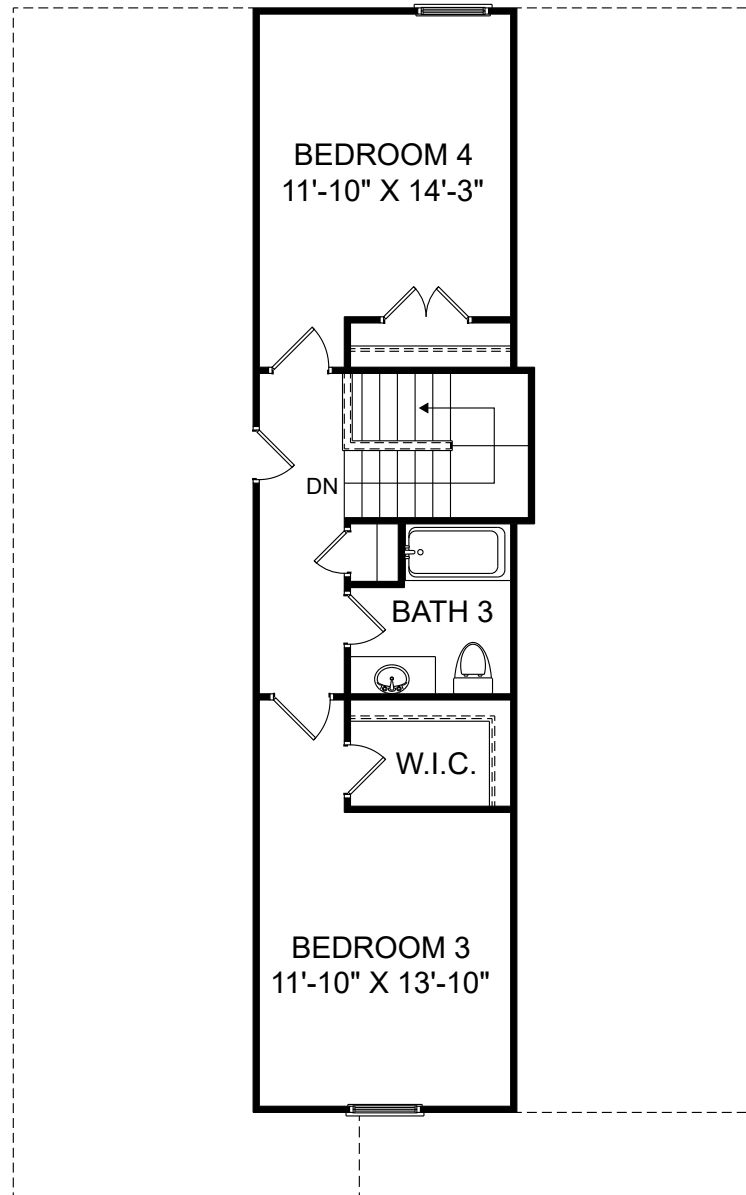 BEDROOM 4
11'-10" X 14'-3"
DN
BATH 3
W.I.C.
BEDROOM 3
11'-10" X 13'-10"